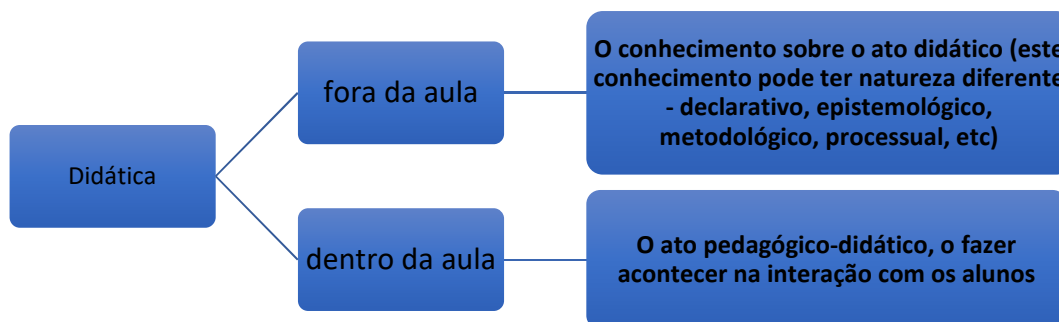 Didática
fora da aula
O conhecimento sobre o ato didático (este
conhecimento pode ter natureza diferente
- declarativo, epistemológico,
metodológico, processual, etc)
dentro da aula
O ato pedagógico-didático, o fazer
acontecer na interação com os alunos